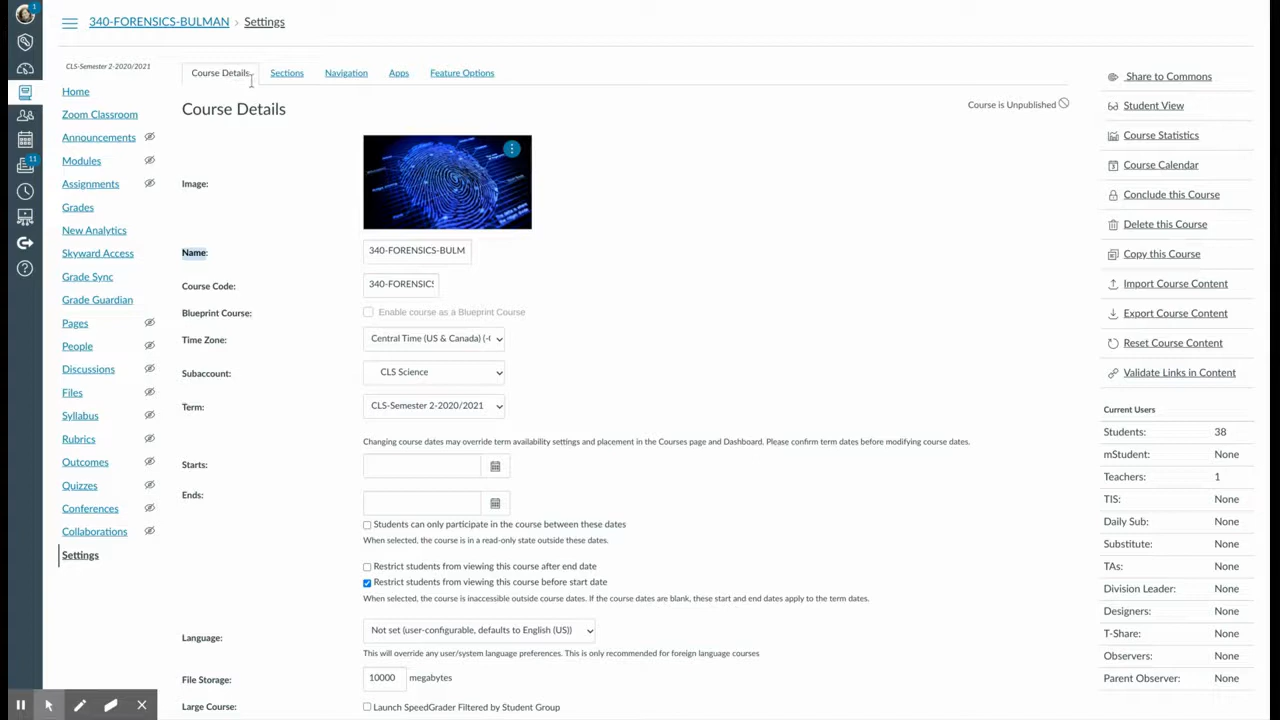 1
340-FORENSICS-BULMAN > Settings
CLS-Semester 2-2020/2021
Home
Zoom Classroom
Announcements
Modules
Assignments
Grades
New Analytics
Skyward Access
Grade Sync
Grade Guardian
Pages
People
Discussions
Files
Syllabus
Rubrics
Outcomes
Quizzes
Conferences
Collaborations
Settings
11
Course Details Sections Navigation Apps Feature Options
Course Details
Course is Unpublished
Image:
Name:
340-FORENSICS-BULM
Course Code:
340-FORENSICS
Blueprint Course:
Enable course as a Blueprint Course
Time Zone:
Central Time (US & Canada) (-
Subaccount:
CLS Science
Term:
CLS-Semester 2-2020/2021
Changing course dates may override term availability settings and placement in the Courses page and Dashboard. Please confirm term dates before modifying course dates.
Starts:
Ends:
Students can only participate in the course between these dates
When selected, the course is in a read-only state outside these dates.
Restrict students from viewing this course after end date
Restrict students from viewing this course before start date
When selected, the course is inaccessible outside course dates. If the course dates are blank, these start and end dates apply to the term dates.
Language:
Not set (user-configurable, defaults to English (US))
This will override any user/system language preferences. This is only recommended for foreign language courses
File Storage:
10000 megabytes
Large Course:
Launch SpeedGrader Filtered by Student Group
Share to Commons
Student View
Course Statistics
Course Calendar
Conclude this Course
Delete this Course
Copy this Course
Import Course Content
Export Course Content
Reset Course Content
Validate Links in Content
Current Users
Students: 38
mStudent: None
Teachers: 1
TIS: None
Daily Sub: None
Substitute: None
TAs: None
Division Leader: None
Designers: None
T-Share: None
Observers: None
Parent Observer: None